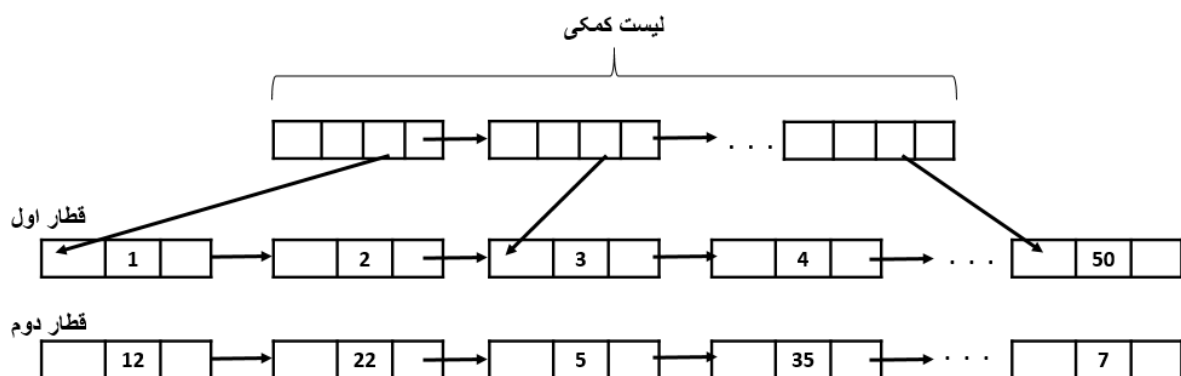 لیست کمکی
. . .
قطار اول
1 2 3 4 . . . 50
قطار دوم
12 22 5 35 . . . 7